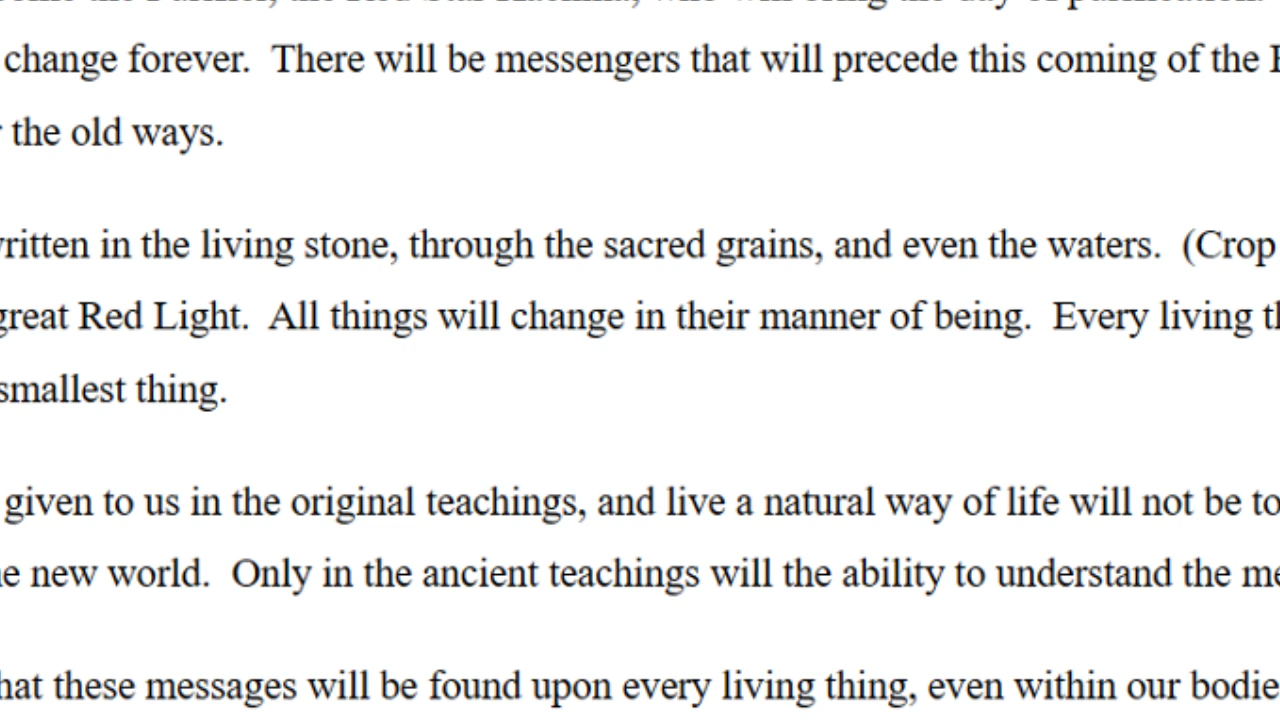 change forever. There will be messengers that will precede this coming of the
the old ways.
written in the living stone, through the sacred grains, and even the waters. (Crop
great Red Light. All things will change in their manner of being. Every living
smallest thing.
given to us in the original teachings, and live a natural way of life will not be
new world. Only in the ancient teachings will the ability to understand the
these messages will be found upon every living thing, even within our